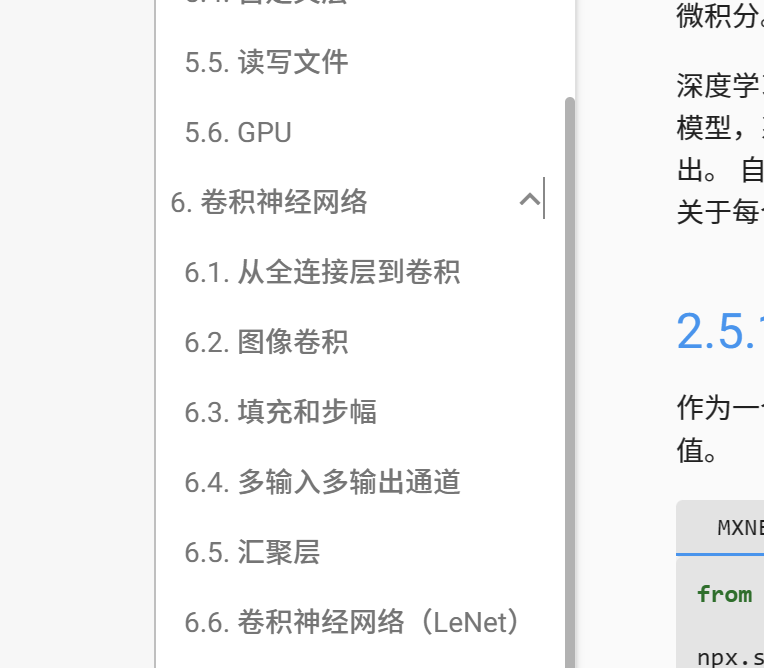 5.5. 读写文件
5.6. GPU
6. 卷积神经网络
6.1. 从全连接层到卷积
6.2. 图像卷积
6.3. 填充和步幅
6.4. 多输入多输出通道
6.5. 汇聚层
6.6. 卷积神经网络（LeNet）
微积分。
深度学
模型，
出。 自
关于每
2.5.1
作为一个
值。
MXNE
from
npx.s